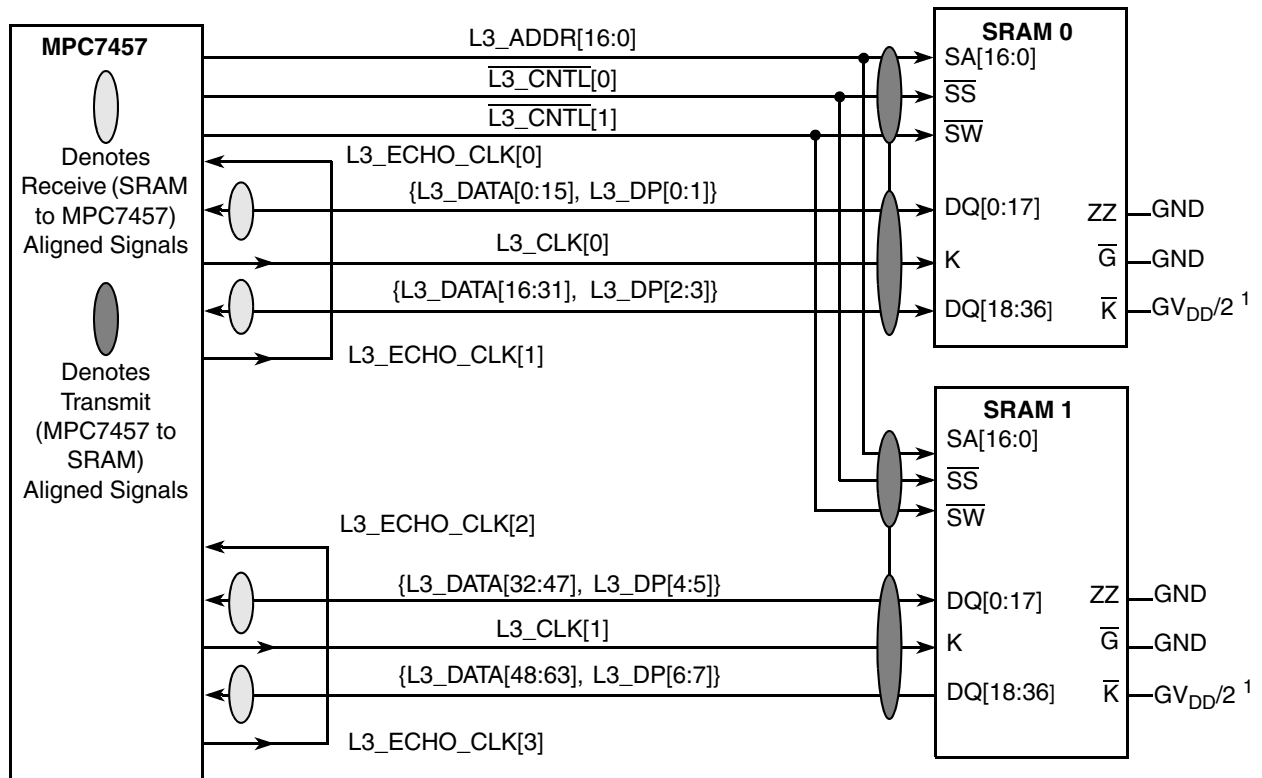 MPC7457
Denotes
Receive (SRAM
to MPC7457)
Aligned Signals
Denotes
Transmit
(MPC7457 to
SRAM)
Aligned Signals
L3_ADDR[16:0]
L3_CNTL[0]
L3_CNTL[1]
L3_ECHO_CLK[0]
{L3_DATA[0:15], L3_DP[0:1]}
L3_CLK[0]
{L3_DATA[16:31], L3_DP[2:3]}
L3_ECHO_CLK[1]
SRAM 0
SA[16:0]
SS
SW
DQ[0:17]
ZZ
GND
K
G
GND
DQ[18:36]
K
GVDD/2 1
L3_ECHO_CLK[2]
{L3_DATA[32:47], L3_DP[4:5]}
L3_CLK[1]
{L3_DATA[48:63], L3_DP[6:7]}
L3_ECHO_CLK[3]
SRAM 1
SA[16:0]
SS
SW
DQ[0:17]
ZZ
GND
K
G
GND
DQ[18:36]
K
GVDD/2 1